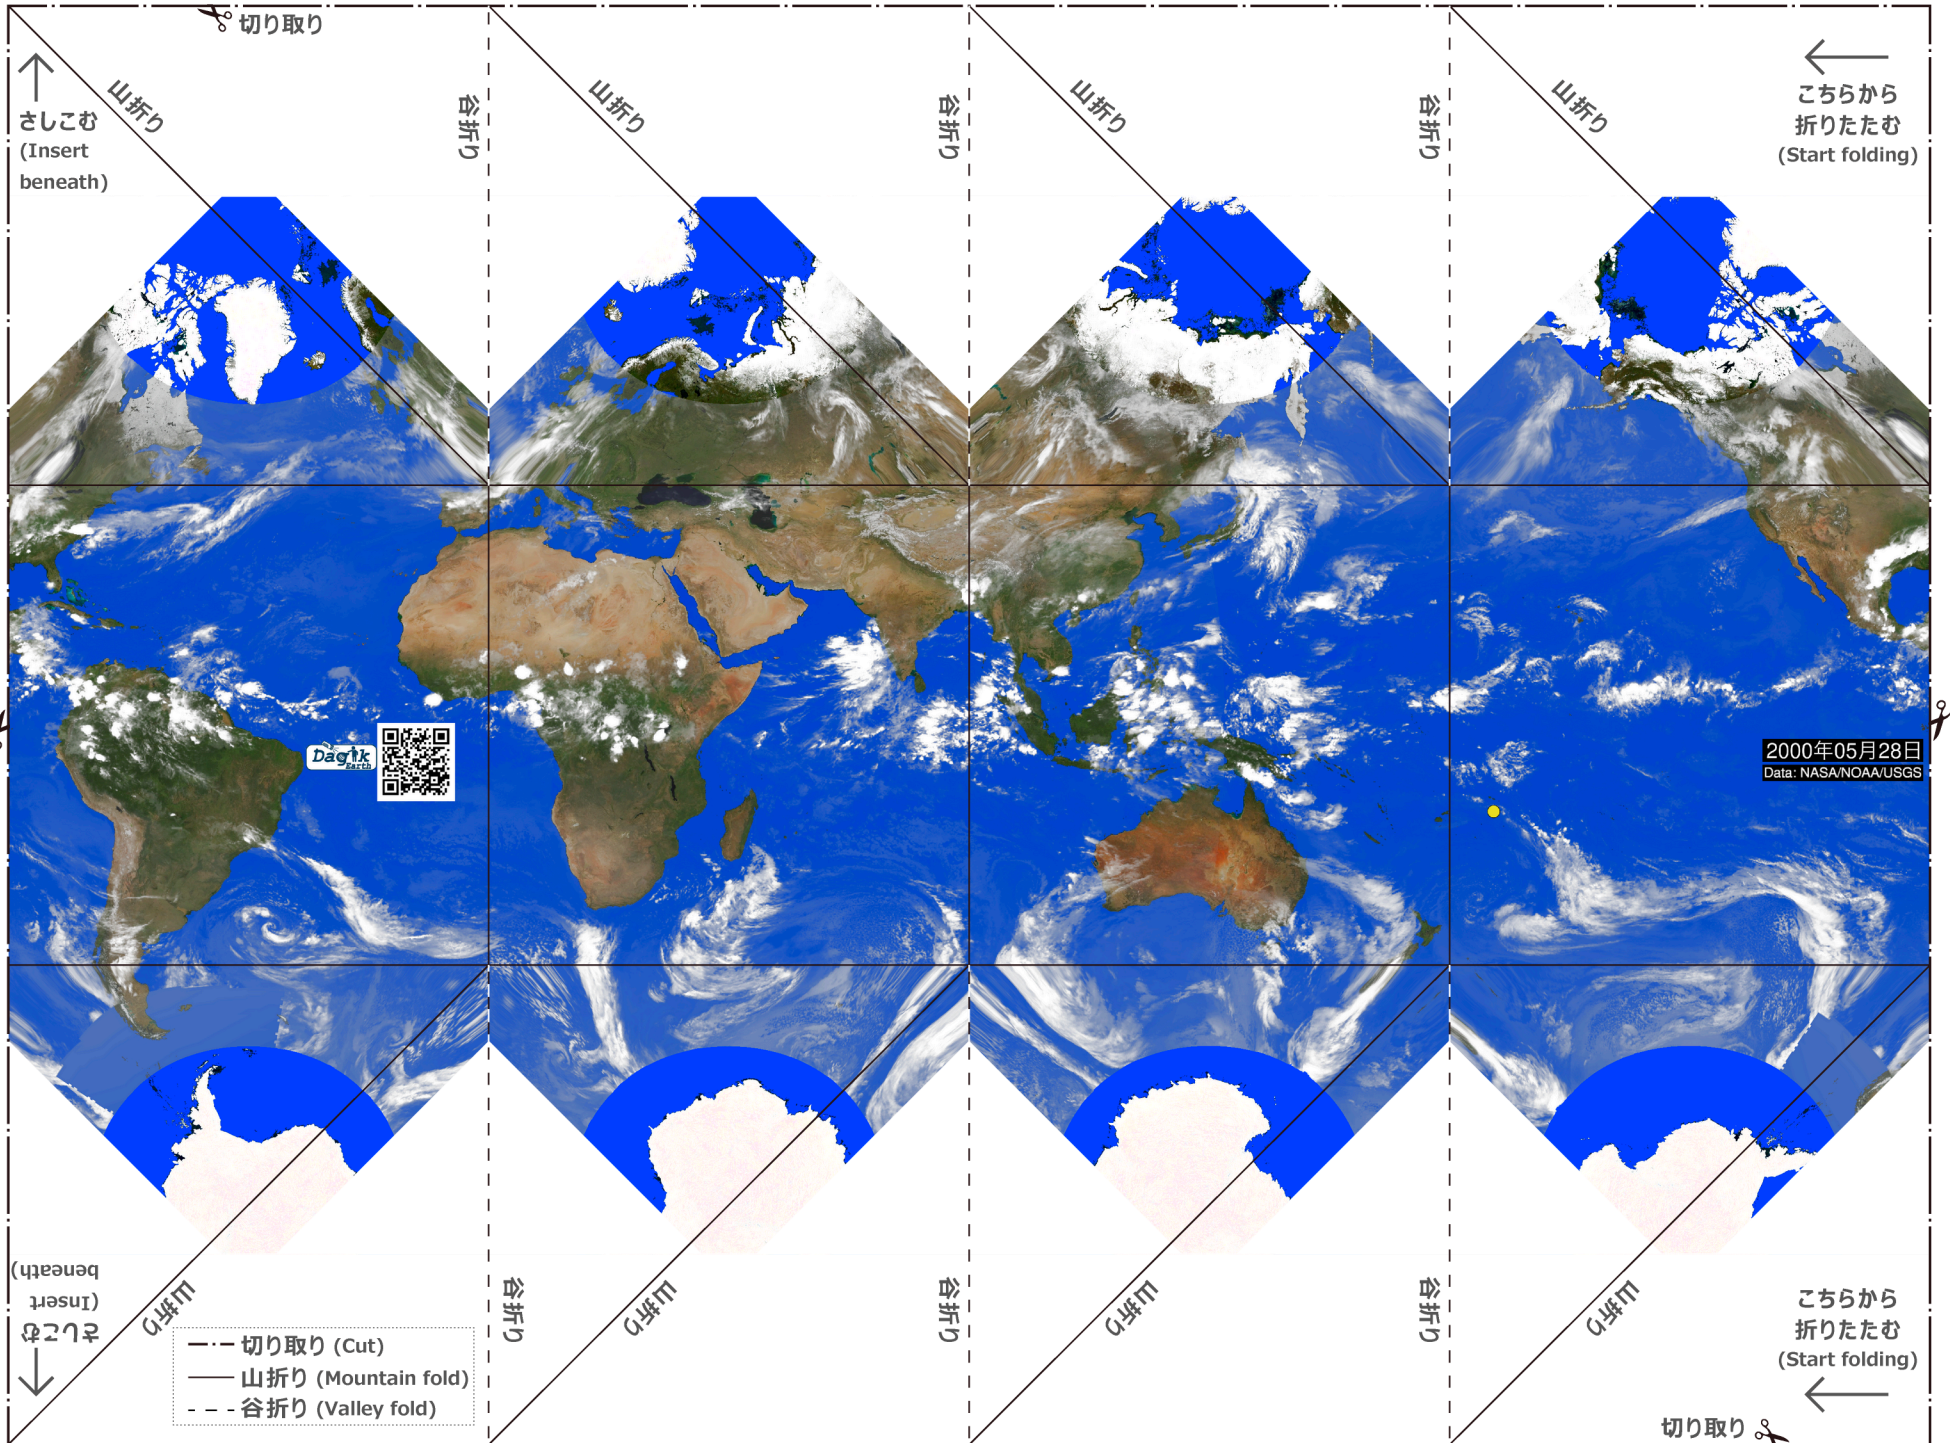 切り取り
さしこむ
(Insert
beneath)
山折り
谷折り
山折り
谷折り
山折り
谷折り
山折り
こちらから
折りたたむ
(Start folding)
Dagik
Earth
2000年05月28日
Data: NASA/NOAA/USGS
さしこむ
(Insert
beneath)
山折り
谷折り
山折り
谷折り
山折り
谷折り
山折り
こちらから
折りたたむ
(Start folding)
切り取り (Cut)
山折り (Mountain fold)
谷折り (Valley fold)
切り取り